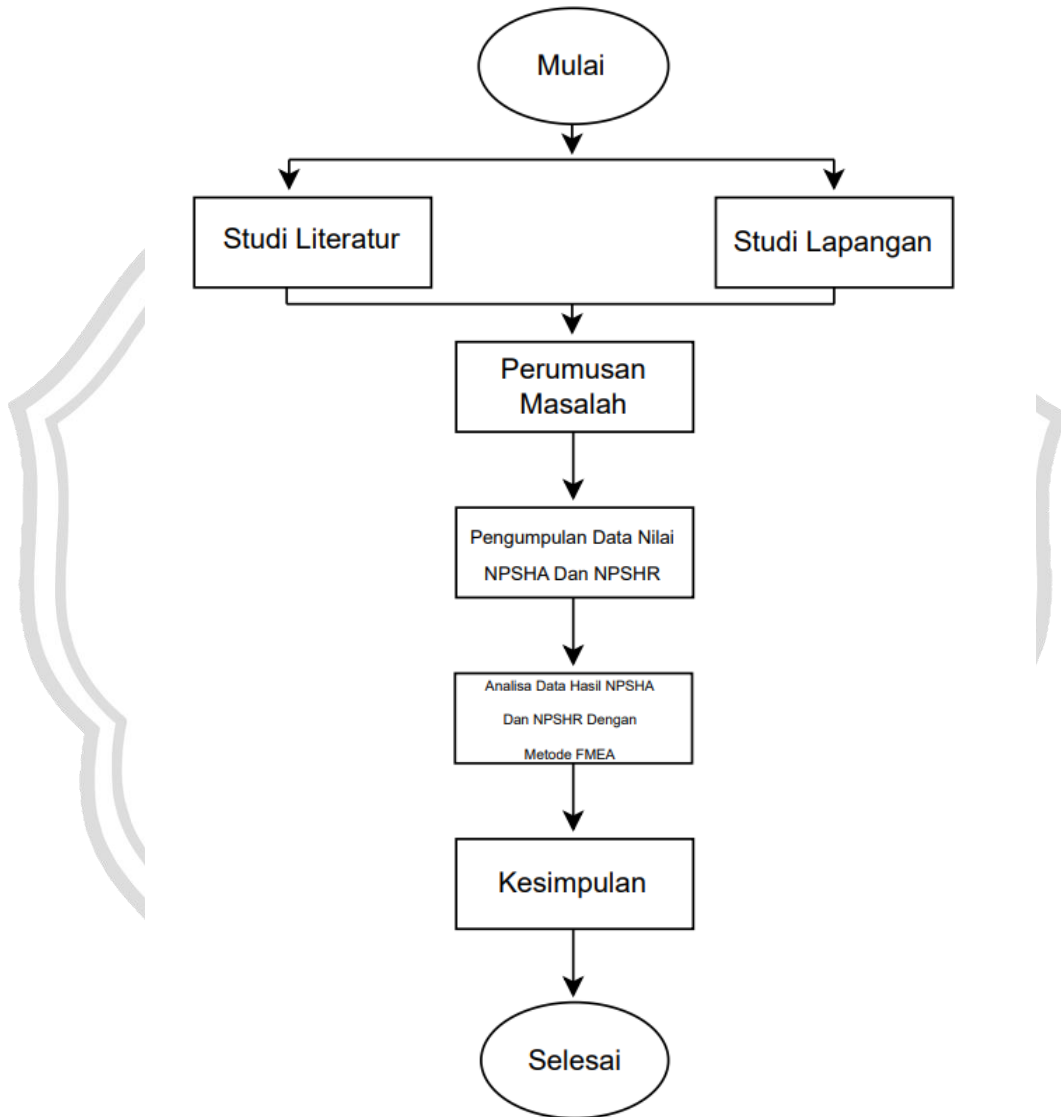 Mulai
Studi Literatur
Studi Lapangan
Perumusan
Masalah
Pengumpulan Data Nilai
NPSHA Dan NPSHR
Analisa Data Hasil NPSHA
Dan NPSHR Dengan
Metode FMEA
Kesimpulan
Selesai